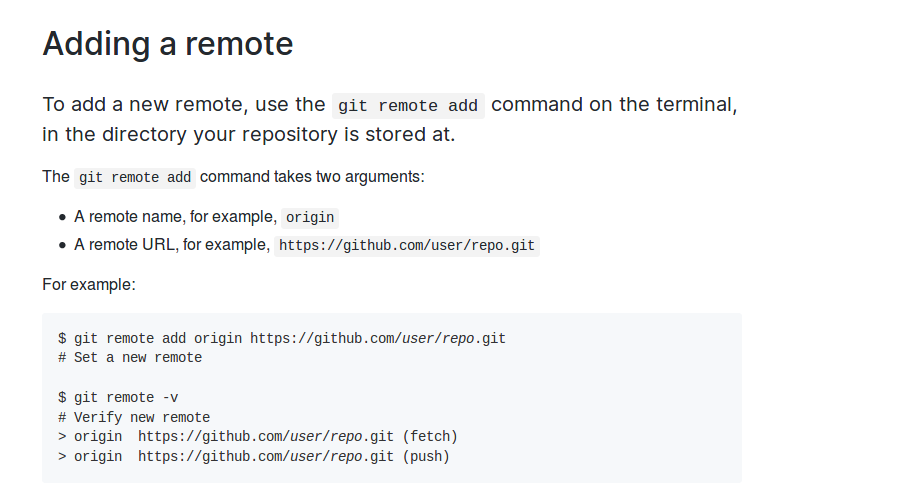 Adding a remote
To add a new remote, use the git remote add command on the terminal,
in the directory your repository is stored at.
The git remote add command takes two arguments:
● A remote name, for example, origin
● A remote URL, for example, https://github.com/user/repo.git
For example:
$ git remote add origin https://github.com/user/repo.git
# Set a new remote
$ git remote -v
# Verify new remote
> origin  https://github.com/user/repo.git (fetch)
> origin  https://github.com/user/repo.git (push)